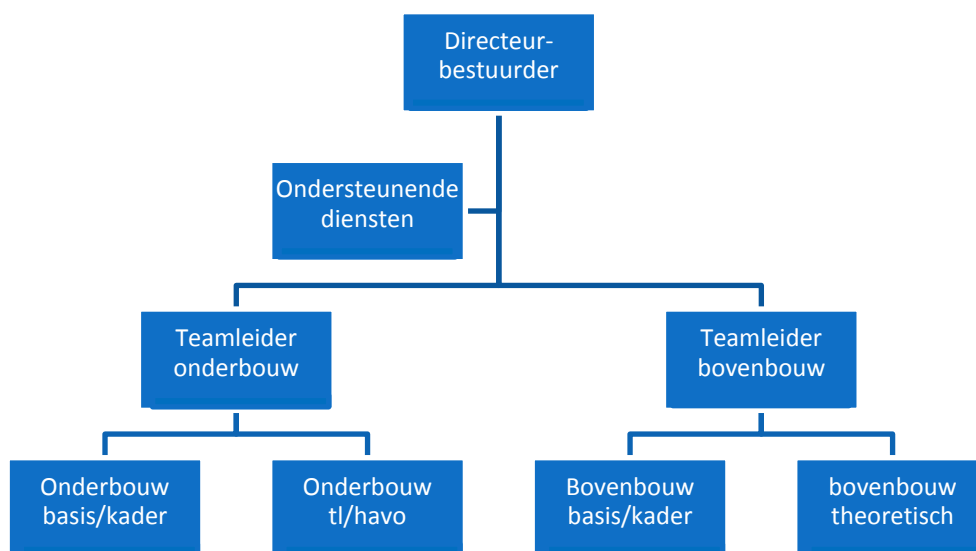 Directeur-
bestuurder
Ondersteunende
diensten
Teamleider
onderbouw
Teamleider
bovenbouw
Onderbouw
basis/kader
Onderbouw
tl/havo
Bovenbouw
basis/kader
bovenbouw
theoretisch